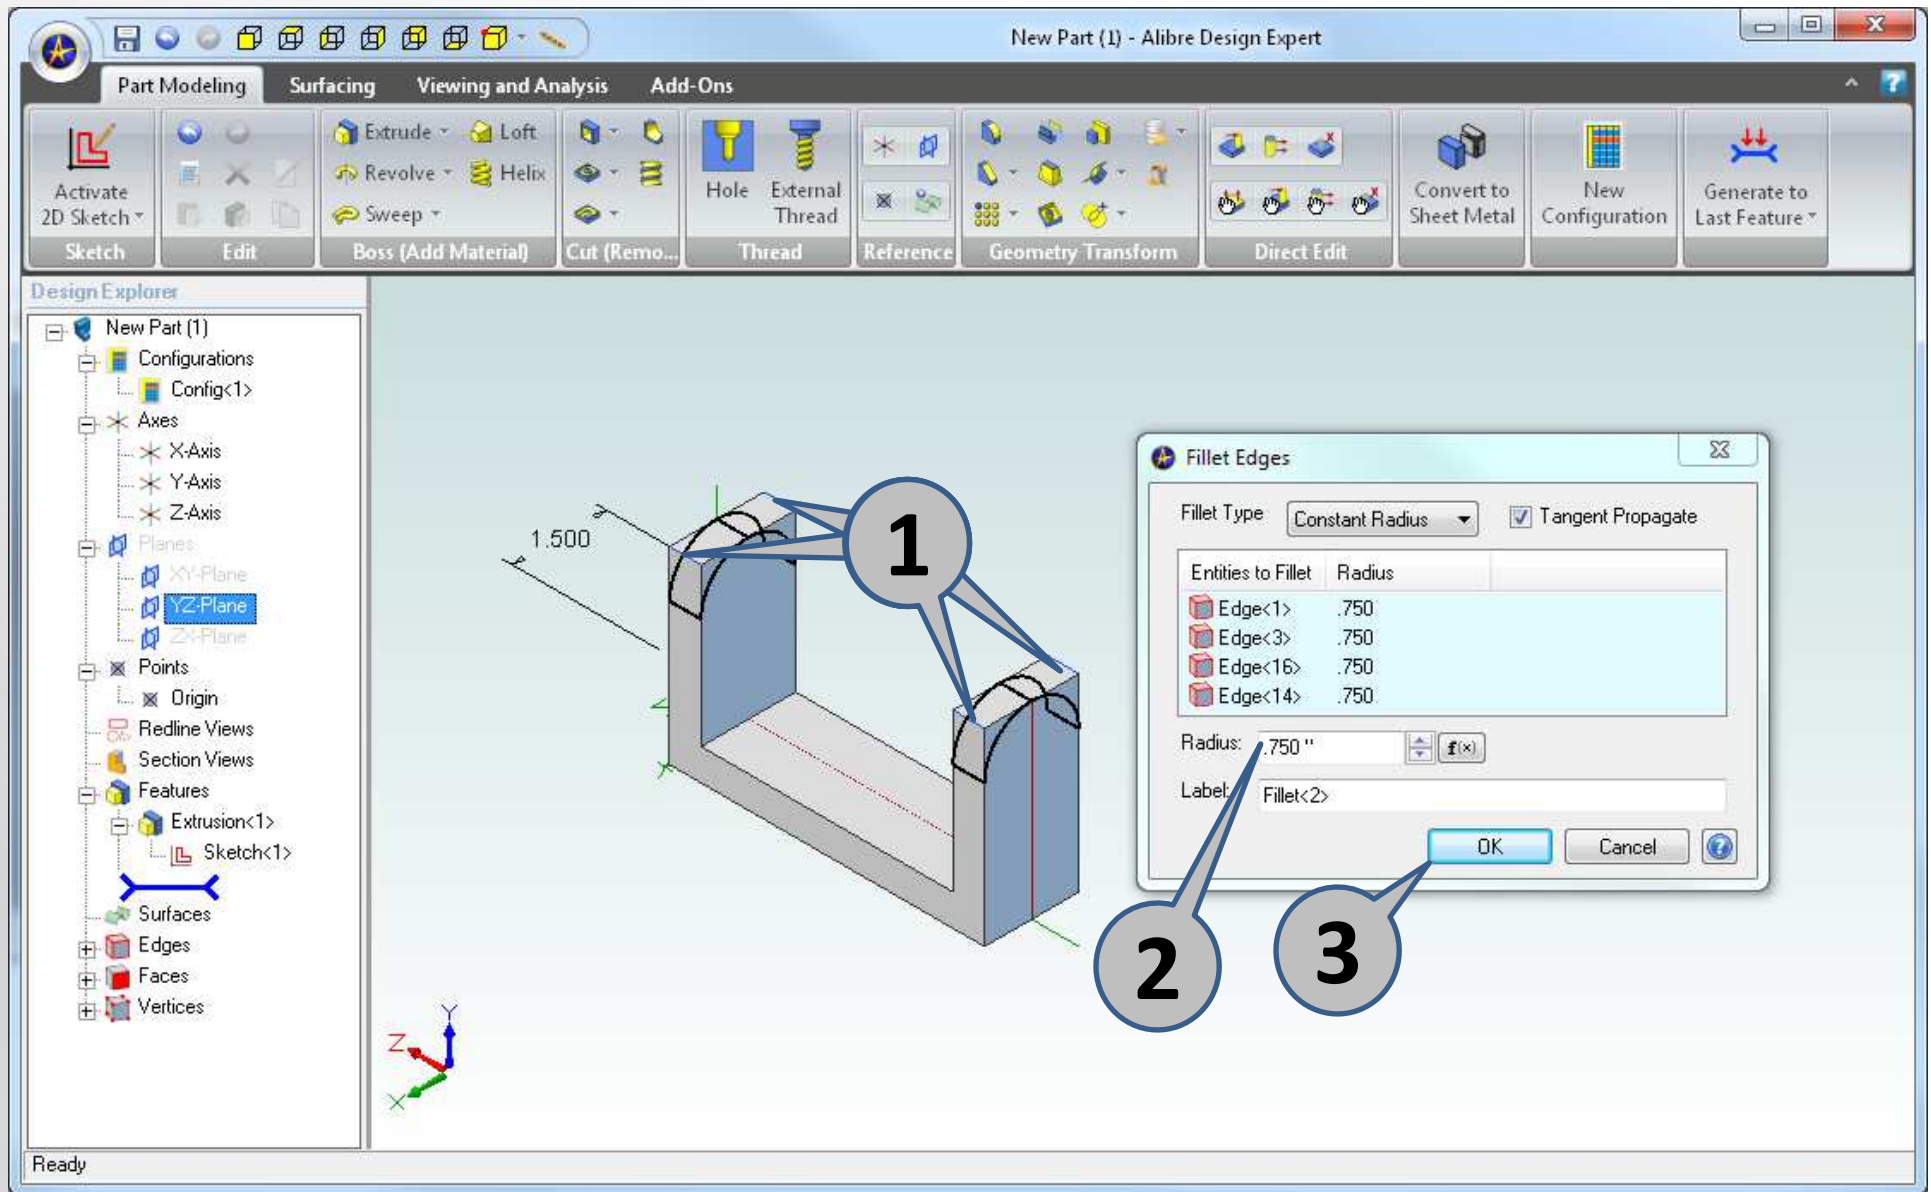 New Part (1) - Alibre Design Expert
Part Modeling Surfacing Viewing and Analysis Add-Ons
?
Activate
2D Sketch
Sketch
Edit
Extrude Loft
Revolve Helix
Sweep
Boss (Add Material)
Cut (Remo...
Hole
External
Thread
Thread
Reference
Geometry Transform
Direct Edit
Convert to
Sheet Metal
New
Configuration
Generate to
Last Feature
Design Explorer
New Part (1)
Configurations
Config<1>
Axes
X-Axis
Y-Axis
Z-Axis
Planes
XY-Plane
YZ-Plane
ZX-Plane
Points
Origin
Redline Views
Section Views
Features
Extrusion<1>
Sketch<1>
Surfaces
Edges
Faces
Vertices
1.500
1
Y
Z
X
Fillet Edges
Fillet Type Constant Radius Tangent Propagate
Entities to Fillet Radius
Edge<1> .750
Edge<3> .750
Edge<16> .750
Edge<14> .750
Radius: .750 " f(x)
Label: Fillet<2>
OK Cancel ?
2
3
Ready